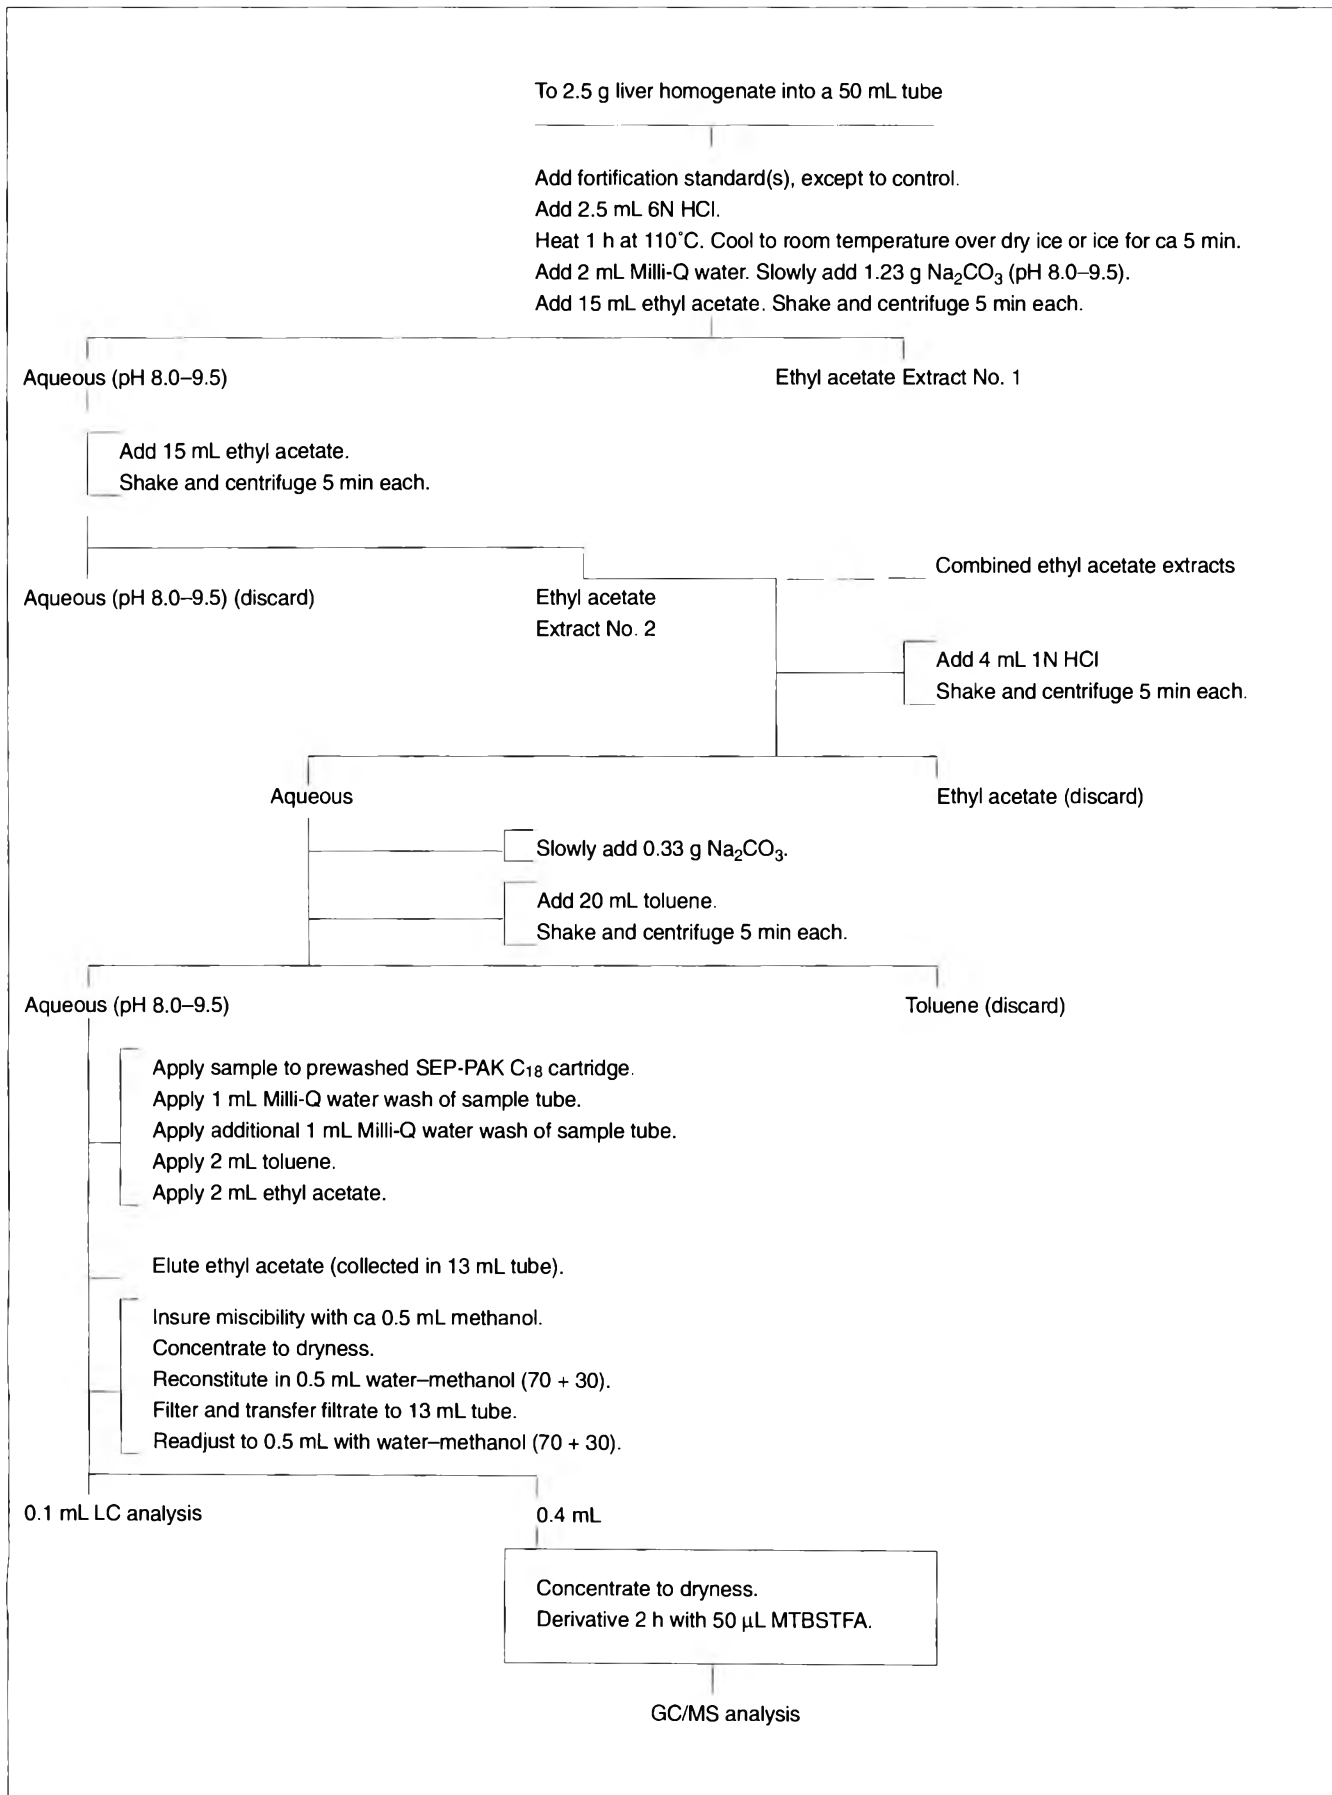 To 2.5 g liver homogenate into a 50 mL tube
Add fortification standard(s), except to control.
Add 2.5 mL 6N HCl.
Heat 1 h at 110°C. Cool to room temperature over dry ice or ice for ca 5 min.
Add 2 mL Milli-Q water. Slowly add 1.23 g Na₂CO₃ (pH 8.0–9.5).
Add 15 mL ethyl acetate. Shake and centrifuge 5 min each.
Aqueous (pH 8.0–9.5)
Ethyl acetate Extract No. 1
Add 15 mL ethyl acetate.
Shake and centrifuge 5 min each.
Combined ethyl acetate extracts
Aqueous (pH 8.0–9.5) (discard)
Ethyl acetate
Extract No. 2
Add 4 mL 1N HCl
Shake and centrifuge 5 min each.
Aqueous
Ethyl acetate (discard)
Slowly add 0.33 g Na₂CO₃.
Add 20 mL toluene.
Shake and centrifuge 5 min each.
Aqueous (pH 8.0–9.5)
Toluene (discard)
Apply sample to prewashed SEP-PAK C₁₈ cartridge.
Apply 1 mL Milli-Q water wash of sample tube.
Apply additional 1 mL Milli-Q water wash of sample tube.
Apply 2 mL toluene.
Apply 2 mL ethyl acetate.
Elute ethyl acetate (collected in 13 mL tube).
Insure miscibility with ca 0.5 mL methanol.
Concentrate to dryness.
Reconstitute in 0.5 mL water–methanol (70 + 30).
Filter and transfer filtrate to 13 mL tube.
Readjust to 0.5 mL with water–methanol (70 + 30).
0.1 mL LC analysis
0.4 mL
Concentrate to dryness.
Derivative 2 h with 50 µL MTBSTFA.
GC/MS analysis